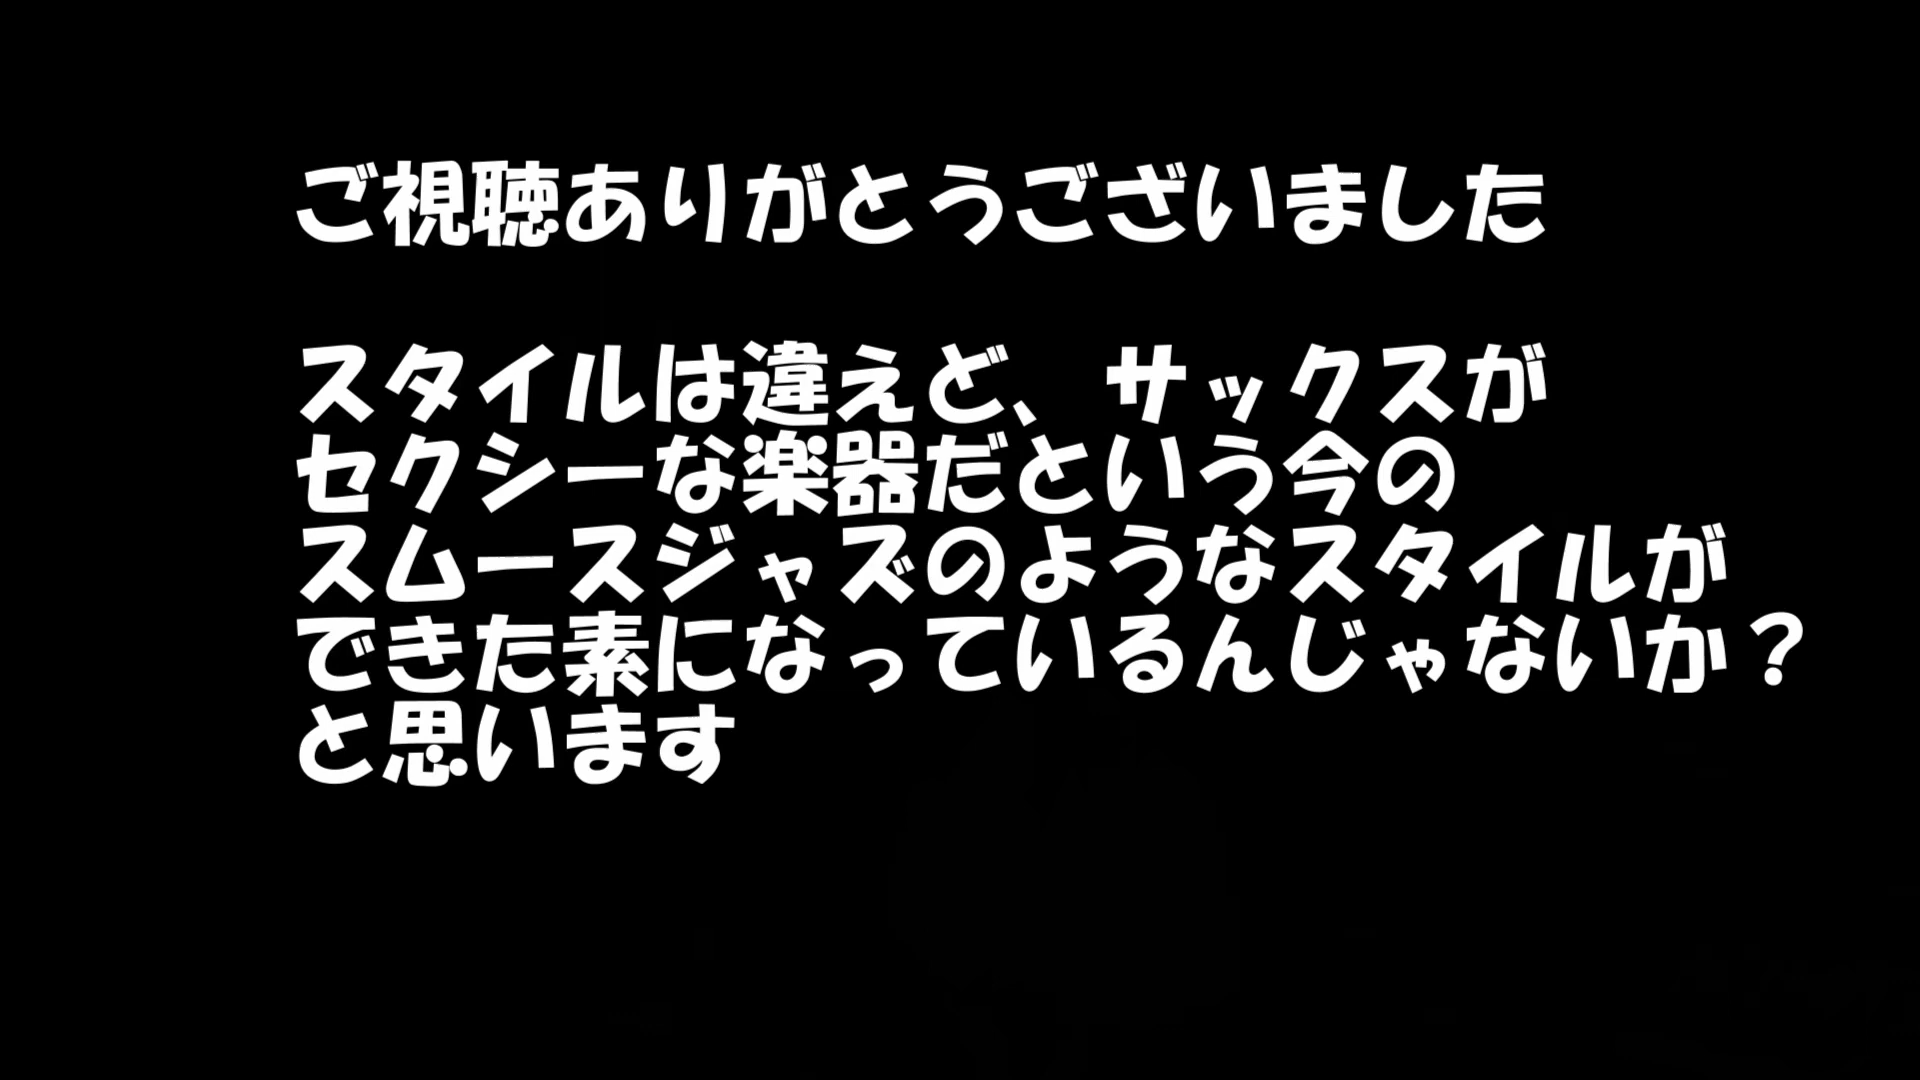 ご視聴ありがとうございました
スタイルは違えど、サックスが
セクシーな楽器だという今の
スムースジャズのようなスタイルが
できた素になっているんじゃないか？
と思います